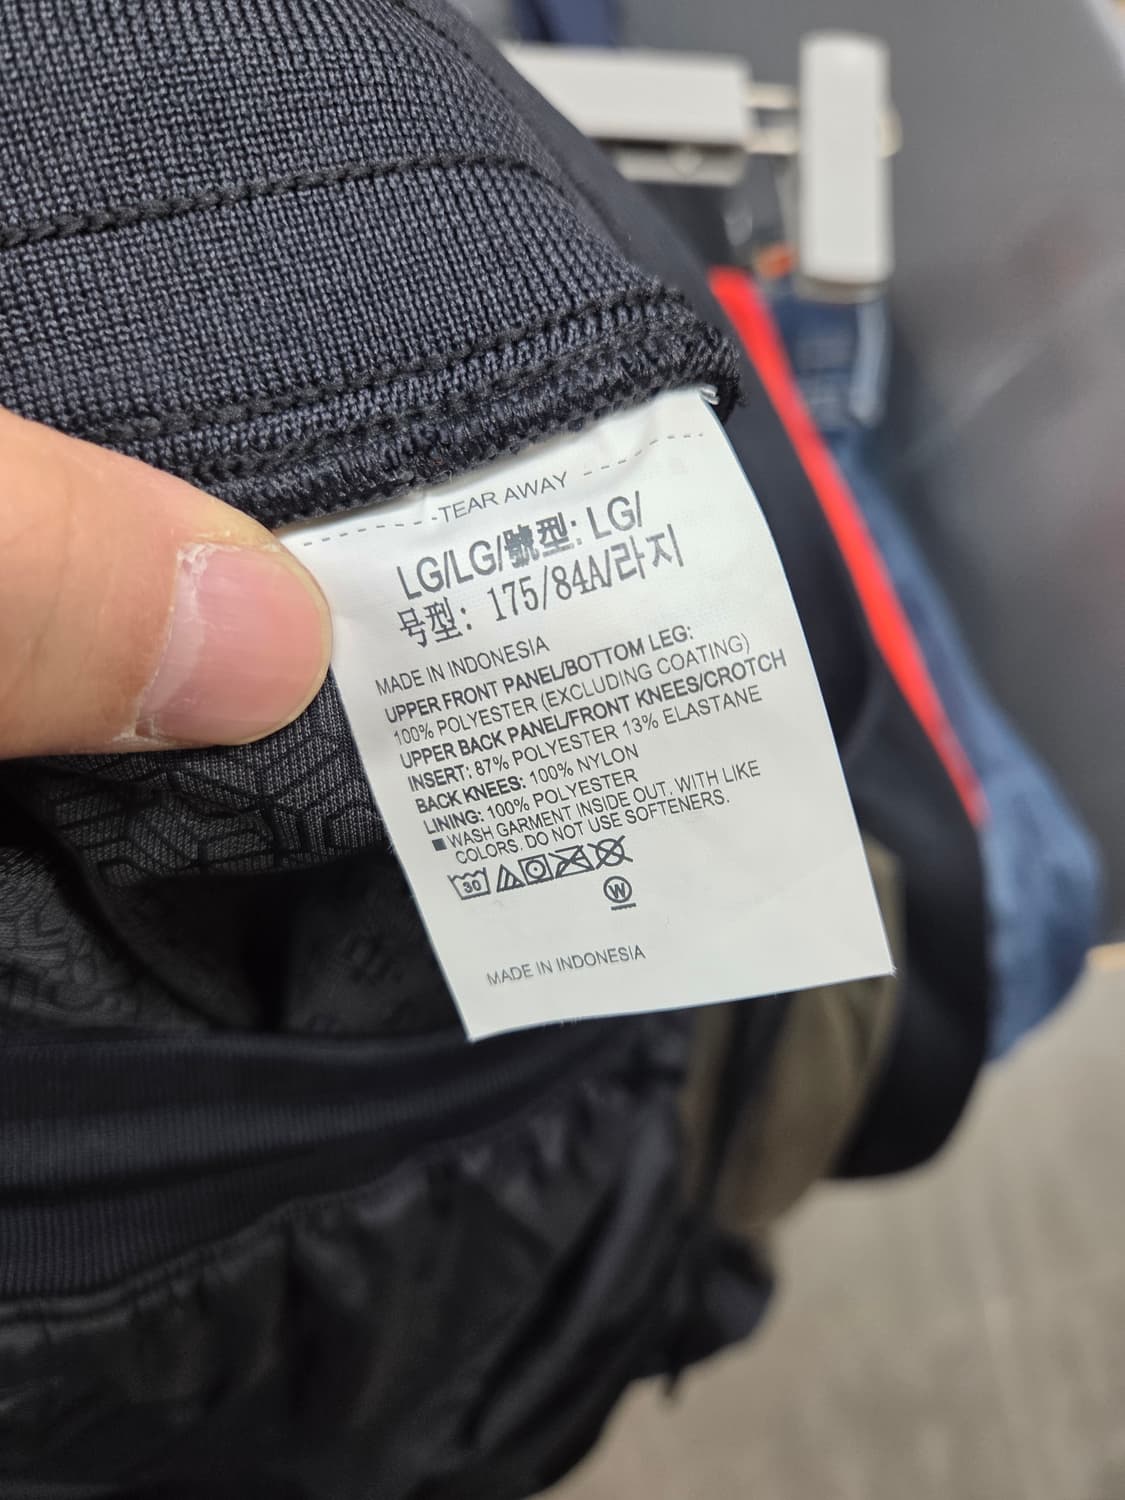 TEAR AWAY
LG/LG/號型: LG/
号型: 175/84A/라지
MADE IN INDONESIA
UPPER FRONT PANEL/BOTTOM LEG:
100% POLYESTER (EXCLUDING COATING)
UPPER BACK PANEL/FRONT KNEES/CROTCH
INSERT: 87% POLYESTER 13% ELASTANE
BACK KNEES: 100% NYLON
LINING: 100% POLYESTER
■ WASH GARMENT INSIDE OUT. WITH LIKE
COLORS. DO NOT USE SOFTENERS.
30
W
MADE IN INDONESIA